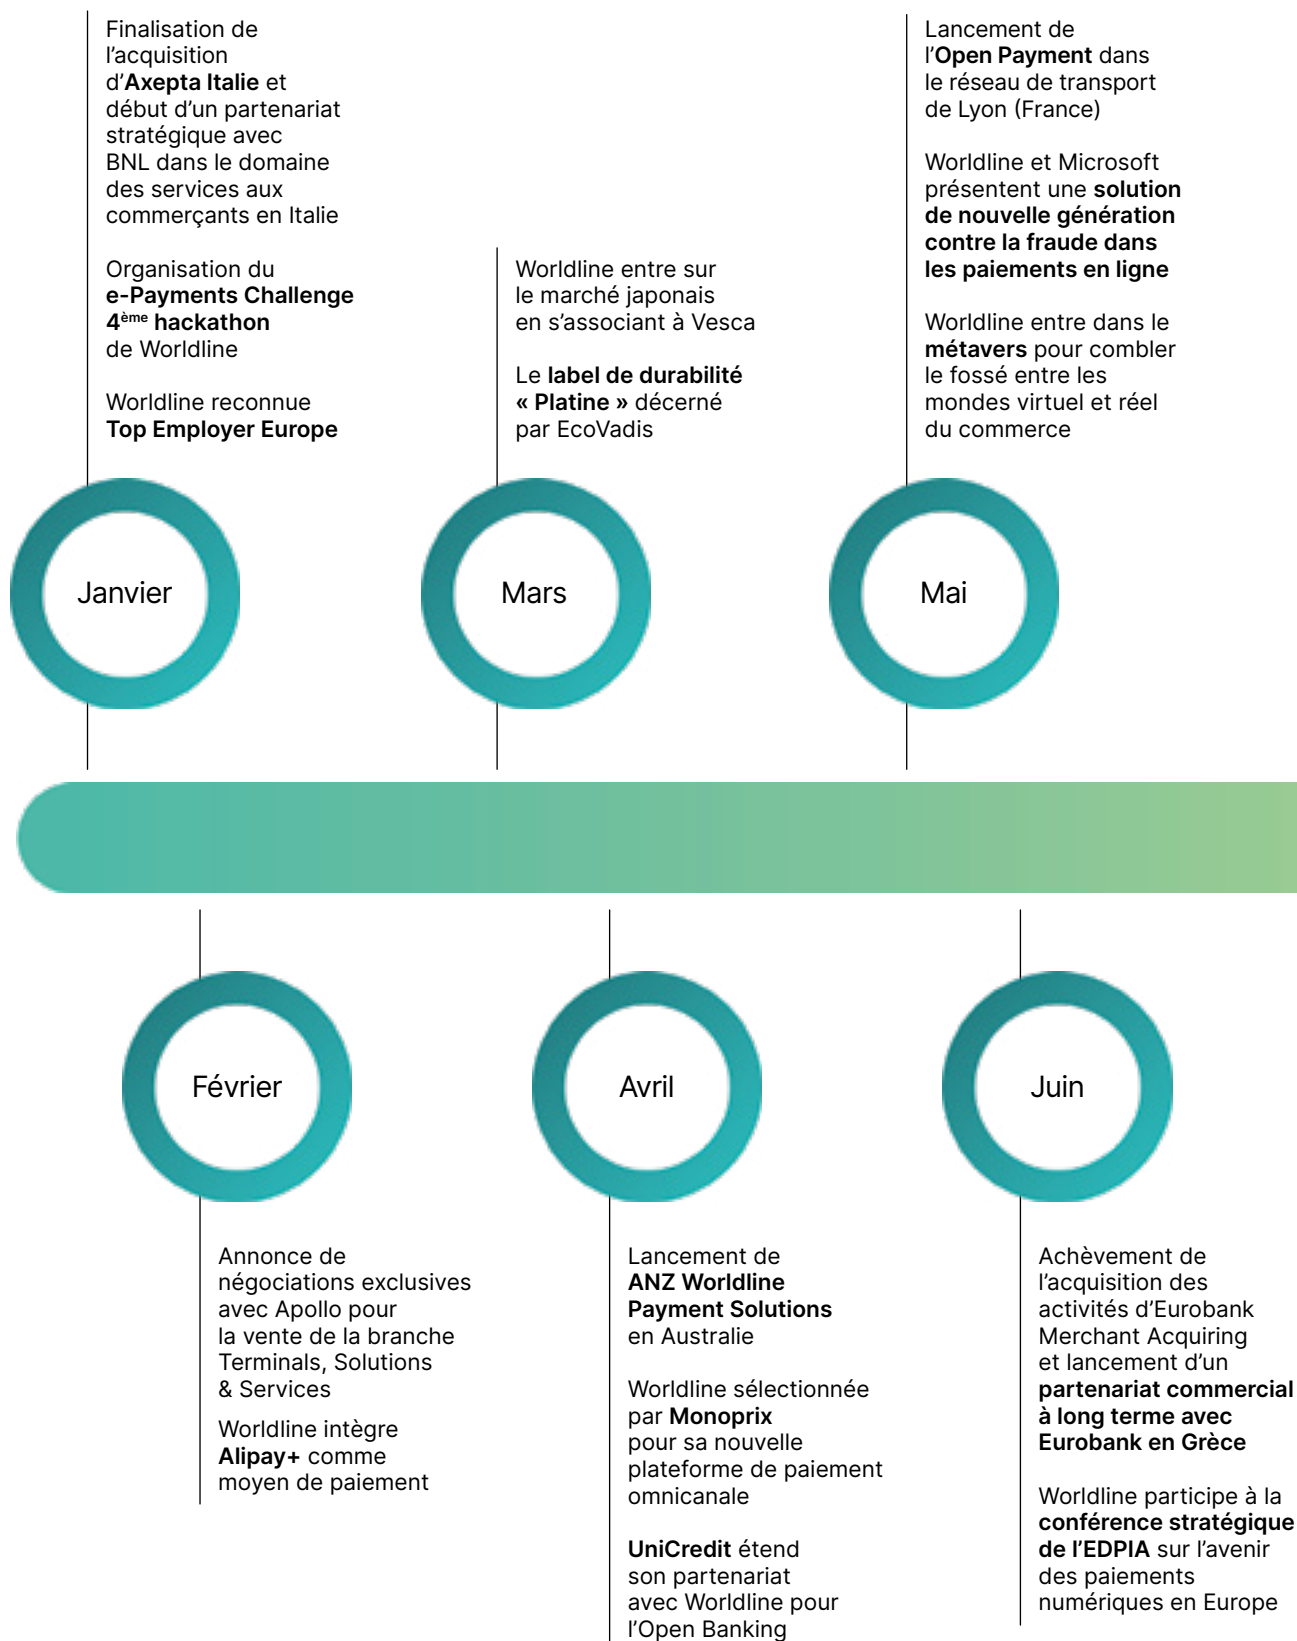 Finalisation de
l’acquisition
d’Axepta Italie et
début d’un partenariat
stratégique avec
BNL dans le domaine
des services aux
commerçants en Italie
Organisation du
e-Payments Challenge
4ème hackathon
de Worldline
Worldline reconnue
Top Employer Europe
Janvier
Worldline entre sur
le marché japonais
en s’associant à Vesca
Le label de durabilité
« Platine » décerné
par EcoVadis
Mars
Lancement de
l’Open Payment dans
le réseau de transport
de Lyon (France)
Worldline et Microsoft
présentent une solution
de nouvelle génération
contre la fraude dans
les paiements en ligne
Worldline entre dans le
métavers pour combler
le fossé entre les
mondes virtuel et réel
du commerce
Mai
Février
Annonce de
négociations exclusives
avec Apollo pour
la vente de la branche
Terminals, Solutions
& Services
Worldline intègre
Alipay+ comme
moyen de paiement
Avril
Lancement de
ANZ Worldline
Payment Solutions
en Australie
Worldline sélectionnée
par Monoprix
pour sa nouvelle
plateforme de paiement
omnicanale
UniCredit étend
son partenariat
avec Worldline pour
l’Open Banking
Juin
Achèvement de
l’acquisition des
activités d’Eurobank
Merchant Acquiring
et lancement d’un
partenariat commercial
à long terme avec
Eurobank en Grèce
Worldline participe à la
conférence stratégique
de l’EDPIA sur l’avenir
des paiements
numériques en Europe